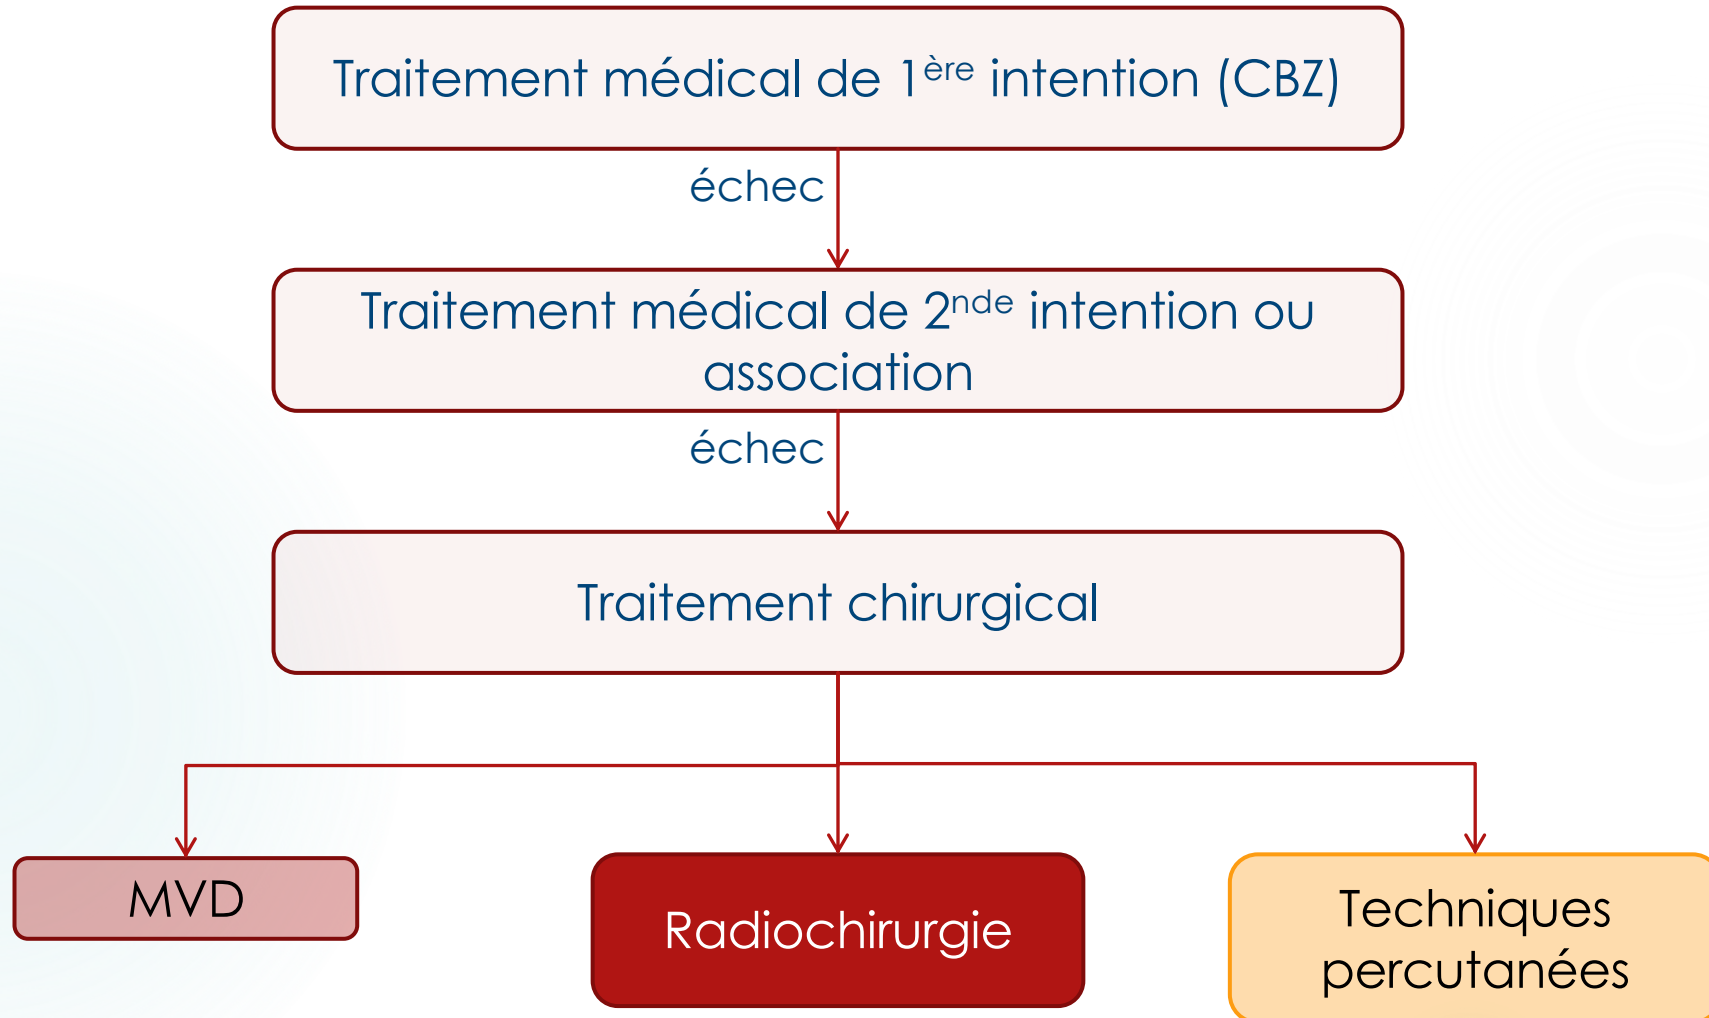 Traitement médical de 1ère intention (CBZ)
échec
Traitement médical de 2nde intention ou
association
échec
Traitement chirurgical
MVD
Radiochirurgie
Techniques
percutanées